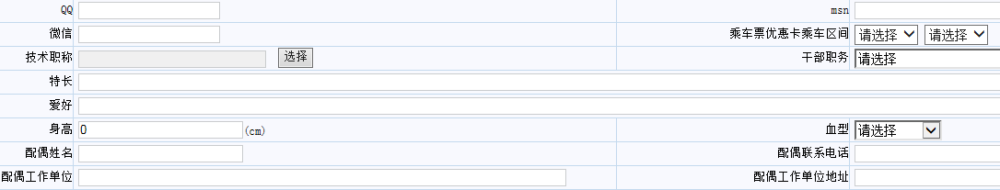 QQ msn
微信 乘车票优惠卡乘车区间 请选择 请选择
技术职称 选择 干部职务 请选择
特长
爱好
身高 0 (cm) 血型 请选择
配偶姓名 配偶联系电话
配偶工作单位 配偶工作单位地址